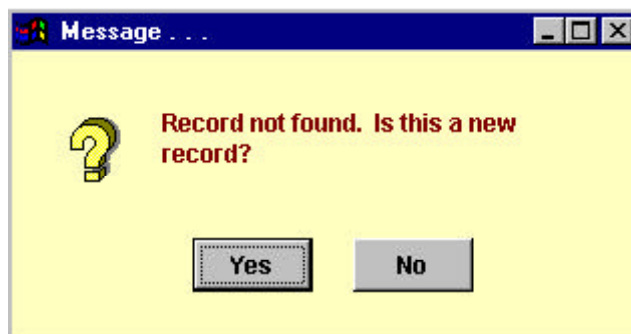 Message . . .
Record not found.  Is this a new
record?
Yes No